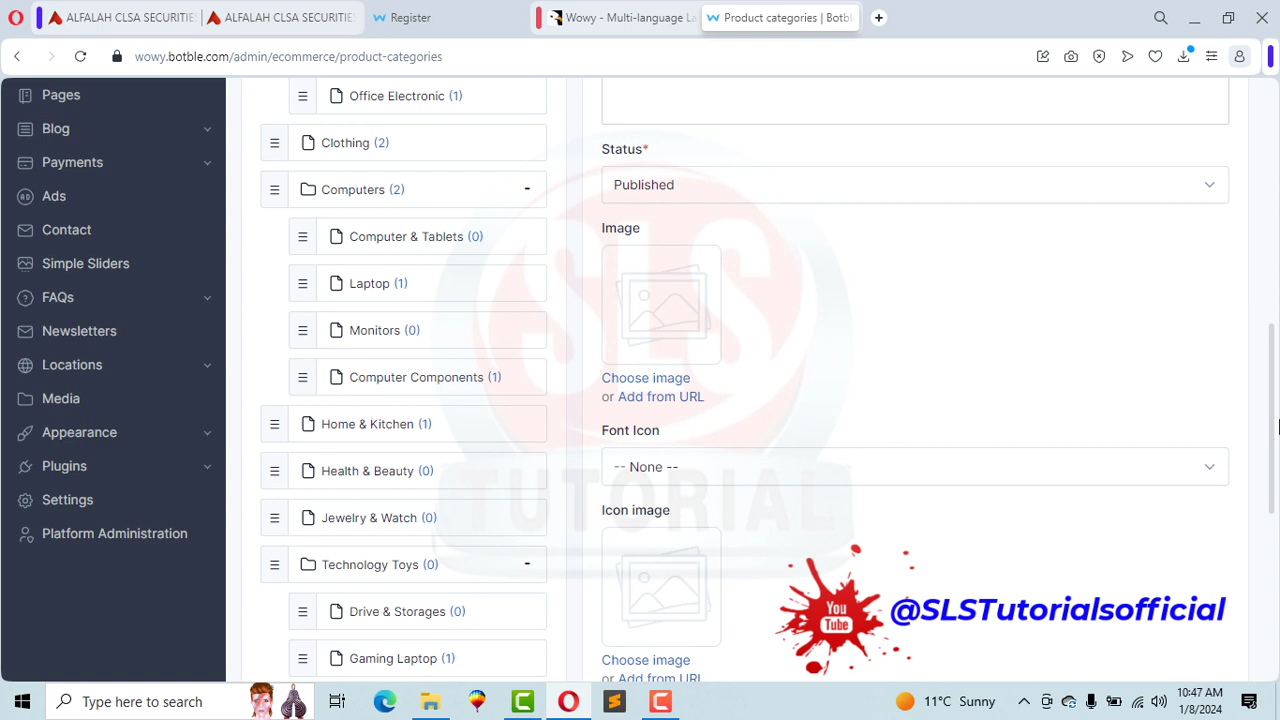 ALFALAH CLSA SECURITIE
ALFALAH CLSA SECURITIES
Register
Wowy - Multi-language La
Product categories | Botb
wowy.botble.com/admin/ecommerce/product-categories
Pages
Blog
Payments
Ads
Contact
Simple Sliders
FAQs
Newsletters
Locations
Media
Appearance
Plugins
Settings
Platform Administration
Office Electronic (1)
Clothing (2)
Computers (2)
Computer & Tablets (0)
Laptop (1)
Monitors (0)
Computer Components (1)
Home & Kitchen (1)
Health & Beauty (0)
Jewelry & Watch (0)
Technology Toys (0)
Drive & Storages (0)
Gaming Laptop (1)
Status*
Published
Image
Choose image
or Add from URL
Font Icon
-- None --
Icon image
Choose image
or Add from URL
SLS
TUTORIAL
You
Tube
@SLSTutorialsofficial
Type here to search
11°C Sunny
10:47 AM
1/8/2024